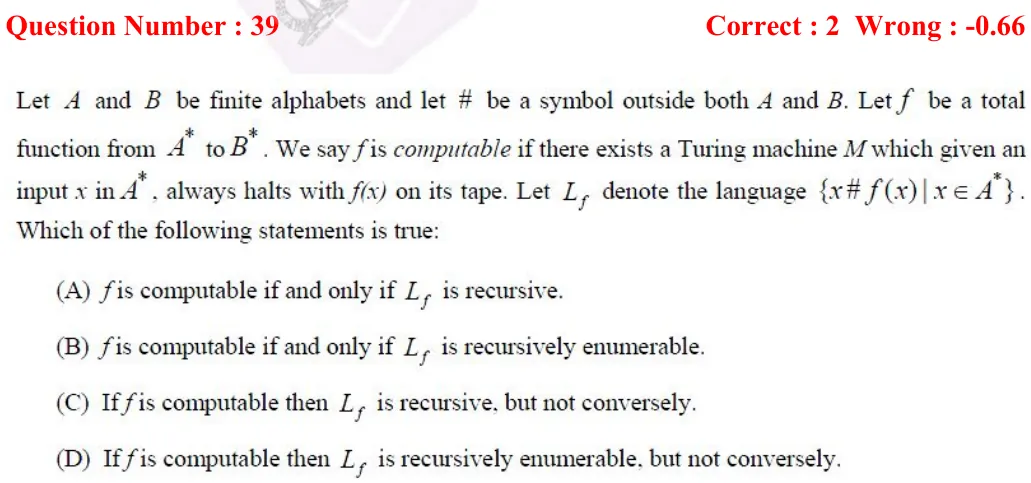 Question Number : 39 Correct : 2 Wrong : -0.66
Let A and B be finite alphabets and let # be a symbol outside both A and B. Let f be a total
function from A* to B*. We say f is computable if there exists a Turing machine M which given an
input x in A*, always halts with f(x) on its tape. Let L_f denote the language {x # f(x) | x ∈ A*}.
Which of the following statements is true:
(A) f is computable if and only if L_f is recursive.
(B) f is computable if and only if L_f is recursively enumerable.
(C) If f is computable then L_f is recursive, but not conversely.
(D) If f is computable then L_f is recursively enumerable, but not conversely.